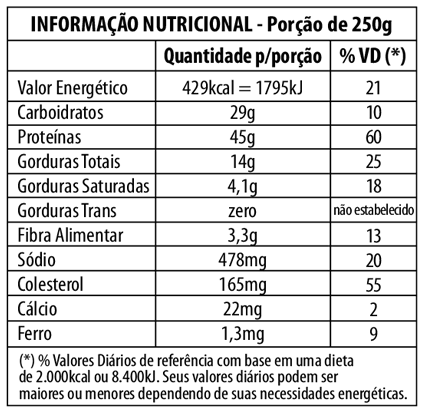 INFORMAÇÃO NUTRICIONAL - Porção de 250g
Quantidade p/porção % VD (*)
Valor Energético 429kcal = 1795kJ 21
Carboidratos 29g 10
Proteínas 45g 60
Gorduras Totais 14g 25
Gorduras Saturadas 4,1g 18
Gorduras Trans zero não estabelecido
Fibra Alimentar 3,3g 13
Sódio 478mg 20
Colesterol 165mg 55
Cálcio 22mg 2
Ferro 1,3mg 9
(*) % Valores Diários de referência com base em uma dieta
de 2.000kcal ou 8.400kJ. Seus valores diários podem ser
maiores ou menores dependendo de suas necessidades energéticas.